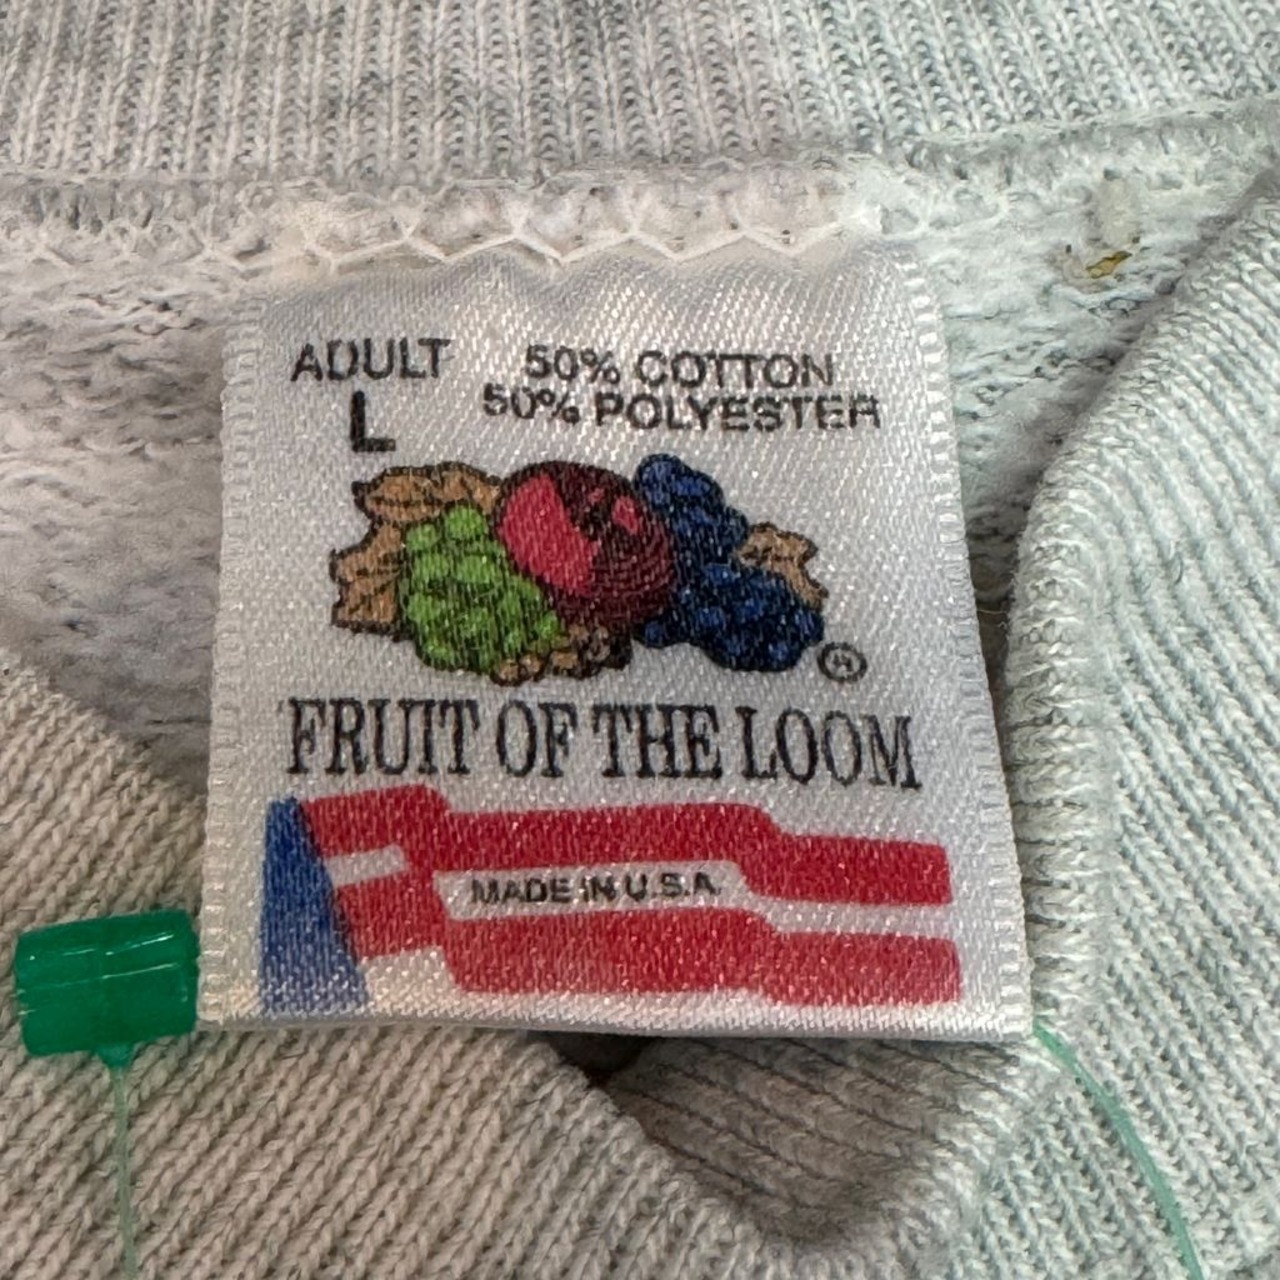 ADULT
L
50% COTTON
50% POLYESTER
®
FRUIT OF THE LOOM
MADE IN U.S.A.